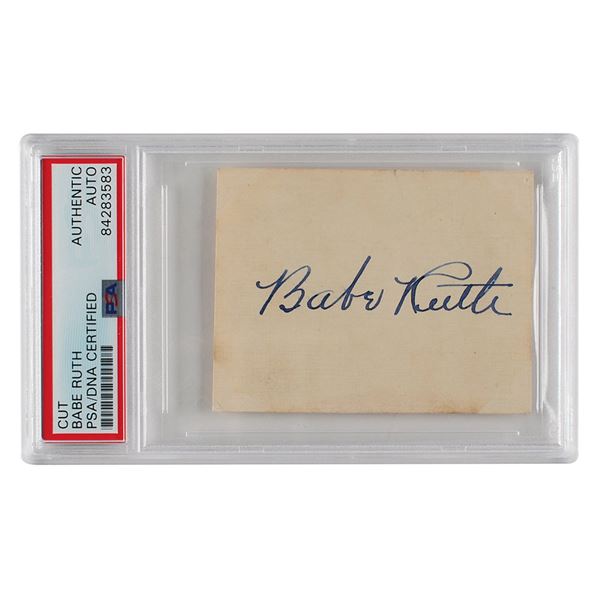 CUT
BABE RUTH
PSA/DNA CERTIFIED
AUTHENTIC
AUTO
84283583
PSA
Babe Ruth